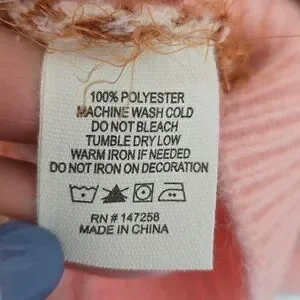 100% POLYESTER
MACHINE WASH COLD
DO NOT BLEACH
TUMBLE DRY LOW
WARM IRON IF NEEDED
DO NOT IRON ON DECORATION
RN # 147258
MADE IN CHINA